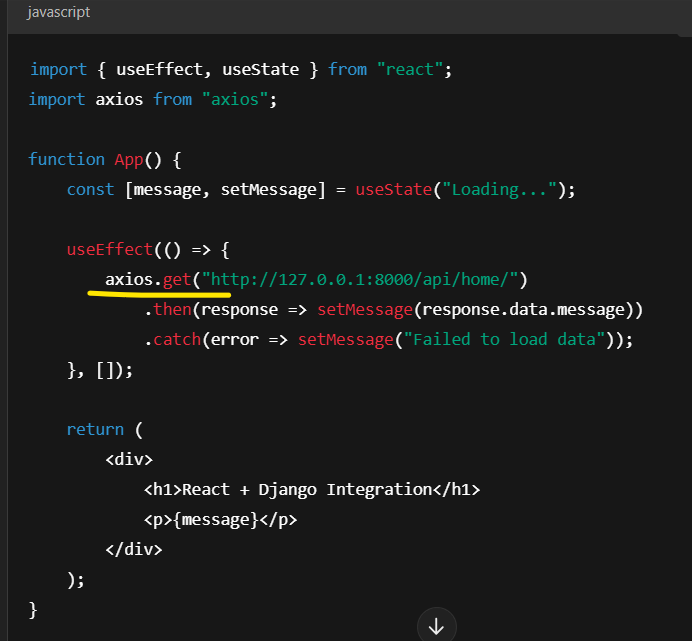 javascript
import { useEffect, useState } from "react";
import axios from "axios";
function App() {
const [message, setMessage] = useState("Loading...");
useEffect(() => {
axios.get("http://127.0.0.1:8000/api/home/")
.then(response => setMessage(response.data.message))
.catch(error => setMessage("Failed to load data"));
}, []);
return (
<div>
<h1>React + Django Integration</h1>
<p>{message}</p>
</div>
);
}